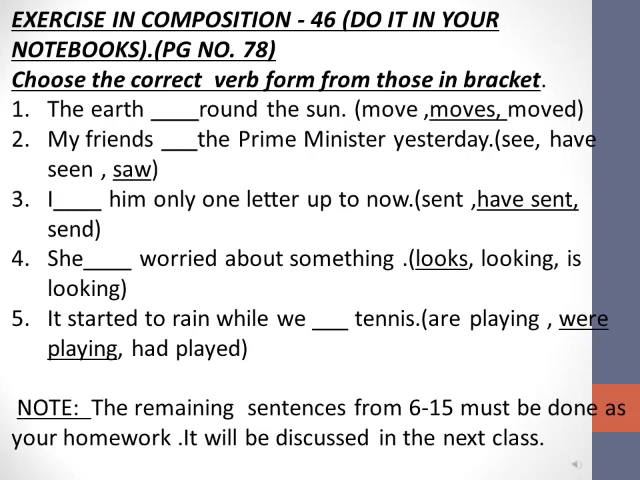 EXERCISE IN COMPOSITION - 46 (DO IT IN YOUR
NOTEBOOKS).(PG NO. 78)
Choose the correct  verb form from those in bracket.
1. The earth ____round the sun. (move ,moves, moved)
2. My friends ___the Prime Minister yesterday.(see, have
seen , saw)
3. I____ him only one letter up to now.(sent ,have sent,
send)
4. She____ worried about something .(looks, looking, is
looking)
5. It started to rain while we ___ tennis.(are playing , were
playing, had played)
NOTE:  The remaining  sentences from 6-15 must be done as
your homework .It will be discussed in the next class.